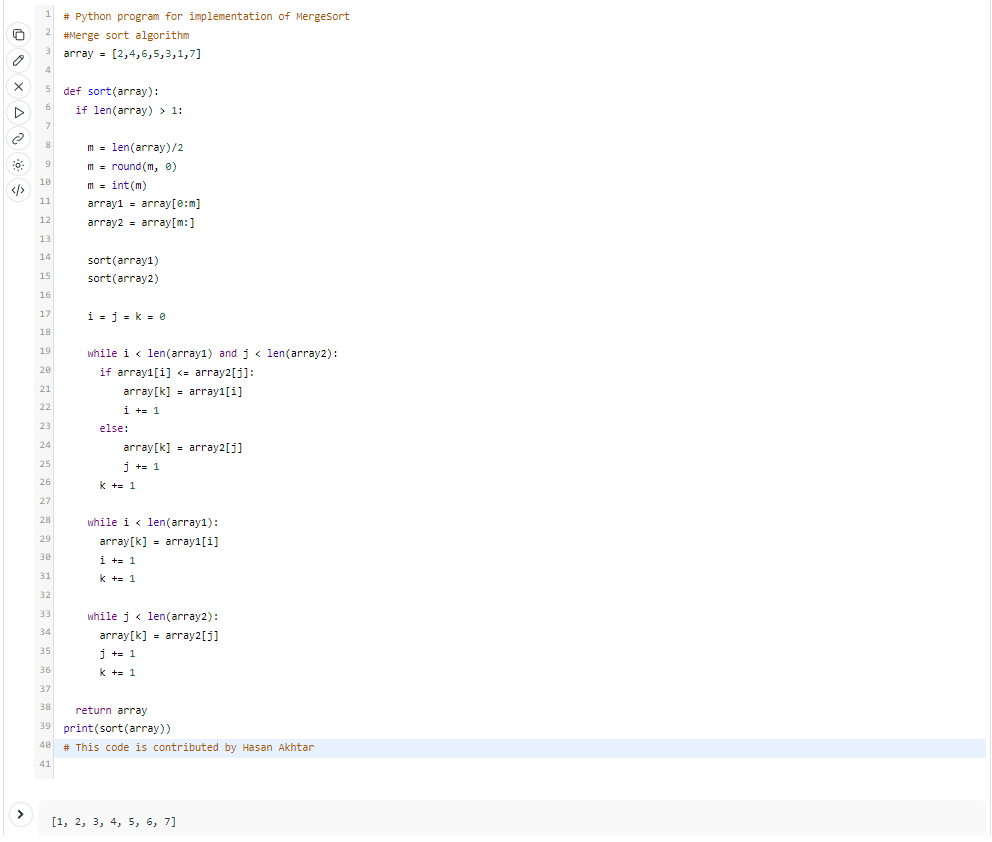 1 # Python program for implementation of MergeSort
2 #Merge sort algorithm
3 array = [2,4,6,5,3,1,7]
4
5 def sort(array):
6   if len(array) > 1:
7
8     m = len(array)/2
9     m = round(m, 0)
10     m = int(m)
11     array1 = array[0:m]
12     array2 = array[m:]
13
14     sort(array1)
15     sort(array2)
16
17     i = j = k = 0
18
19     while i < len(array1) and j < len(array2):
20       if array1[i] <= array2[j]:
21           array[k] = array1[i]
22           i += 1
23       else:
24           array[k] = array2[j]
25           j += 1
26       k += 1
27
28     while i < len(array1):
29       array[k] = array1[i]
30       i += 1
31       k += 1
32
33     while j < len(array2):
34       array[k] = array2[j]
35       j += 1
36       k += 1
37
38   return array
39 print(sort(array))
40 # This code is contributed by Hasan Akhtar
41
[1, 2, 3, 4, 5, 6, 7]